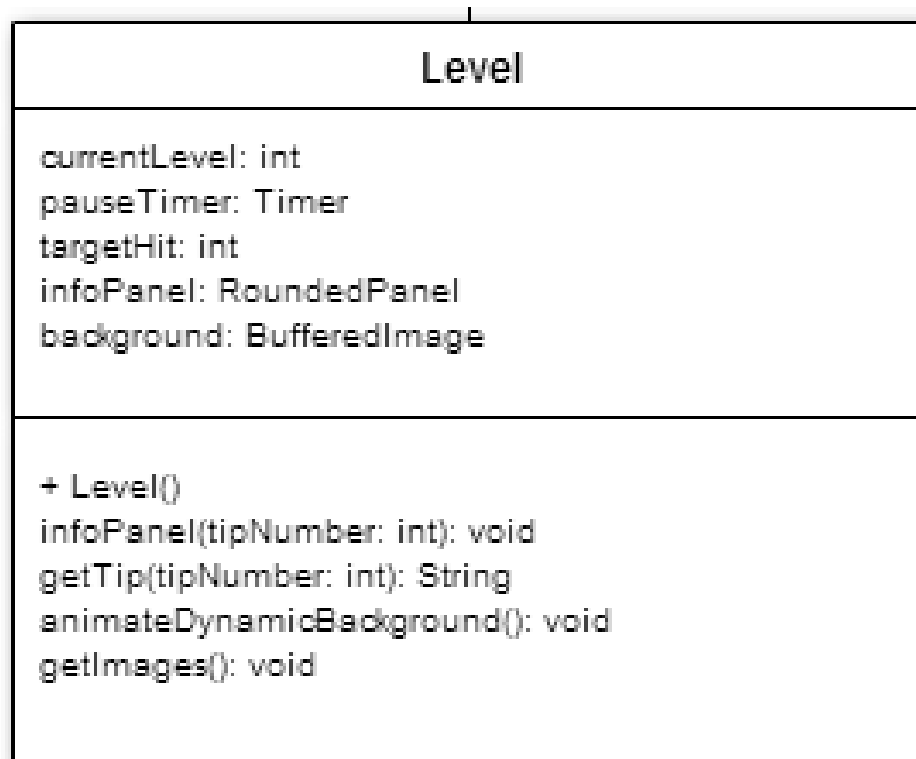 Level
currentLevel: int
pauseTimer: Timer
targetHit: int
infoPanel: RoundedPanel
background: BufferedImage
+ Level()
infoPanel(tipNumber: int): void
getTip(tipNumber: int): String
animateDynamicBackground(): void
getImages(): void